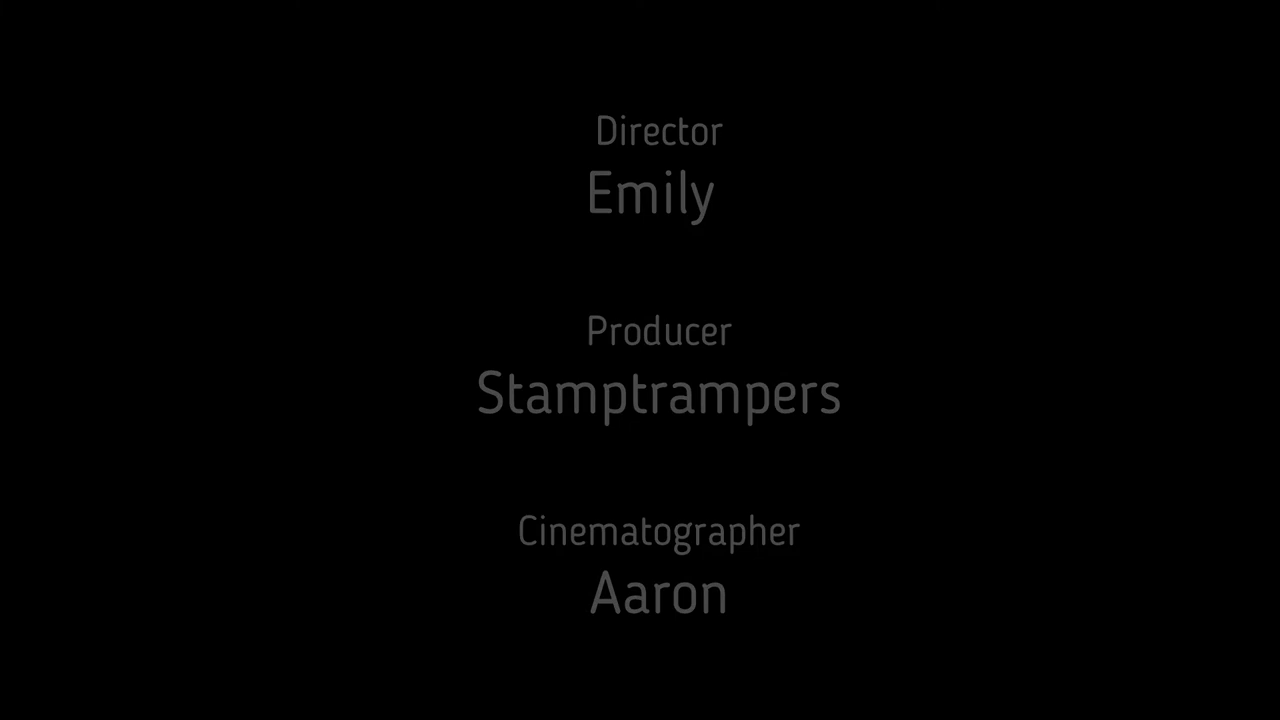 Director
Emily
Producer
Stamptrampers
Cinematographer
Aaron